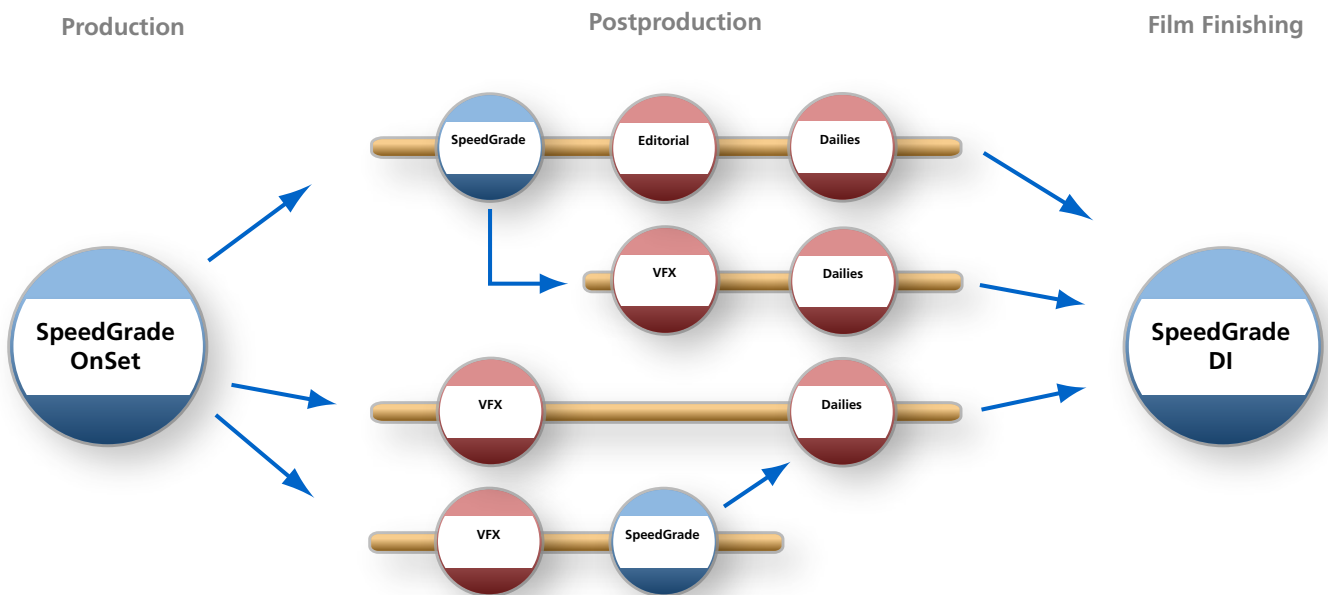 Production
Postproduction
Film Finishing
SpeedGrade
Editorial
Dailies
VFX
Dailies
SpeedGrade
OnSet
SpeedGrade
DI
VFX
Dailies
VFX
SpeedGrade